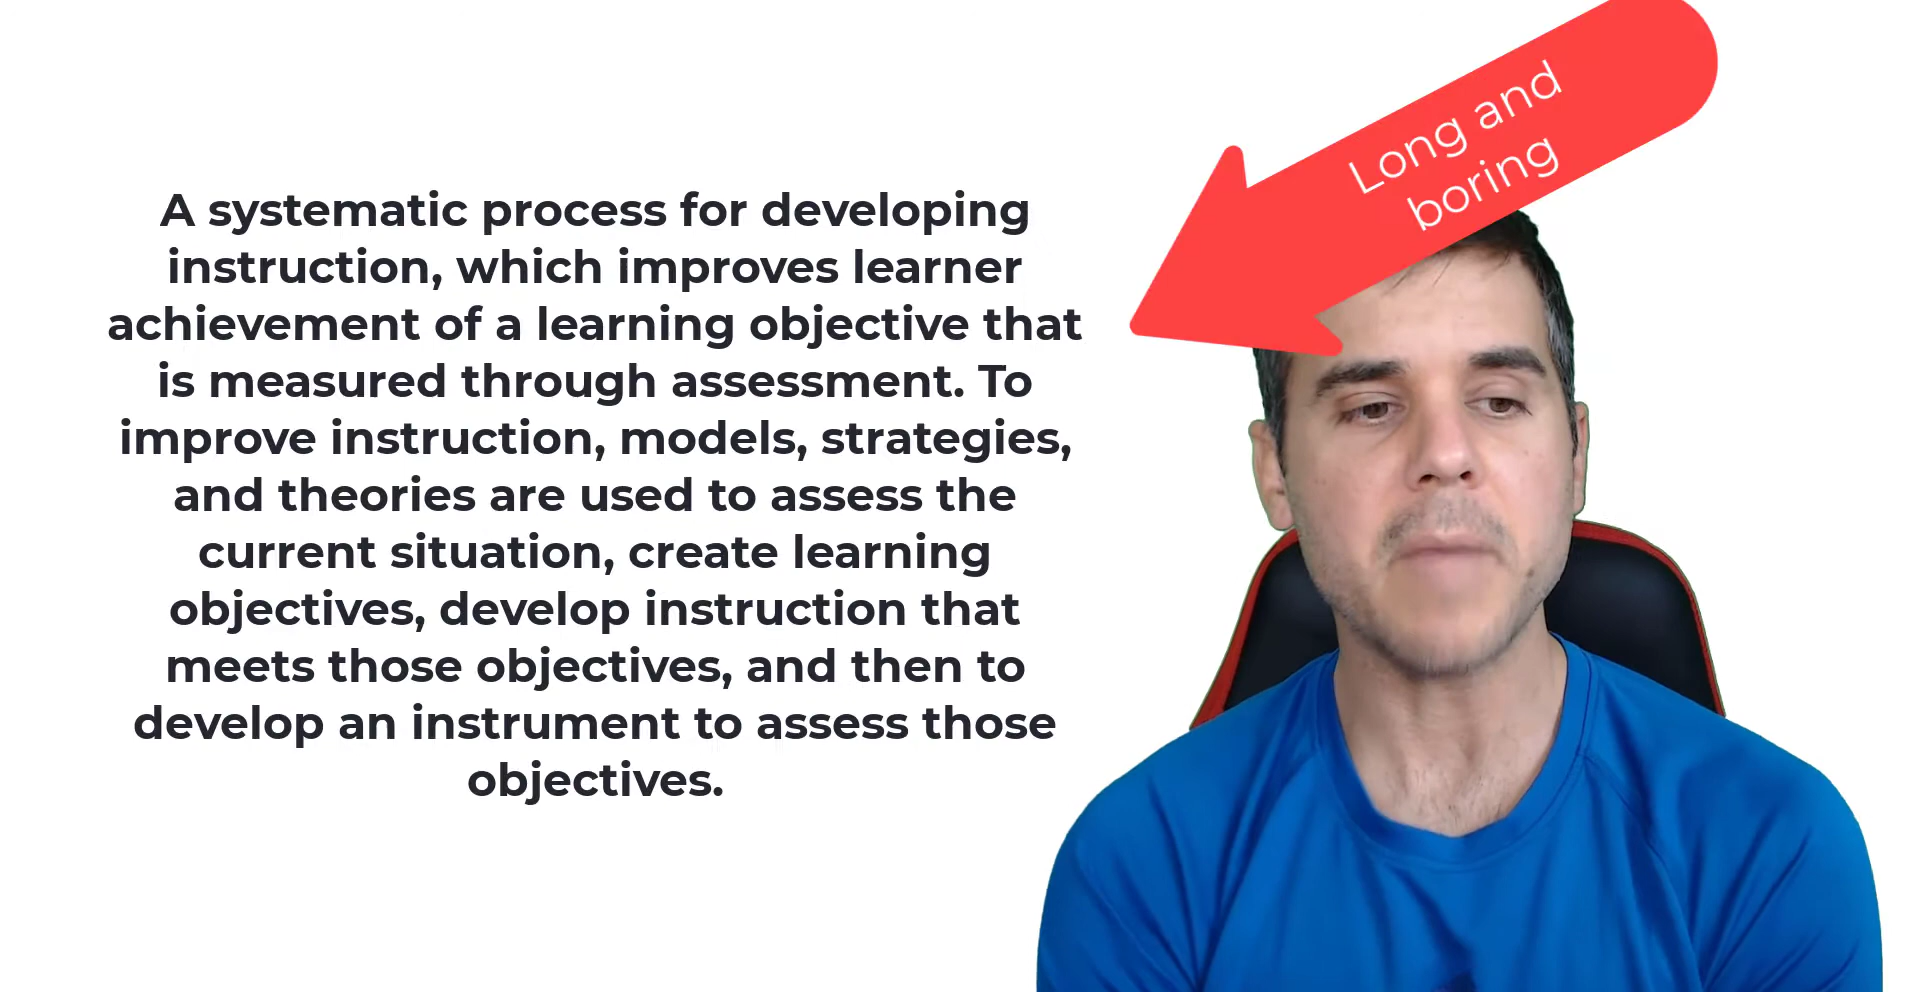 A systematic process for developing
instruction, which improves learner
achievement of a learning objective that
is measured through assessment. To
improve instruction, models, strategies,
and theories are used to assess the
current situation, create learning
objectives, develop instruction that
meets those objectives, and then to
develop an instrument to assess those
objectives.
Long and
boring